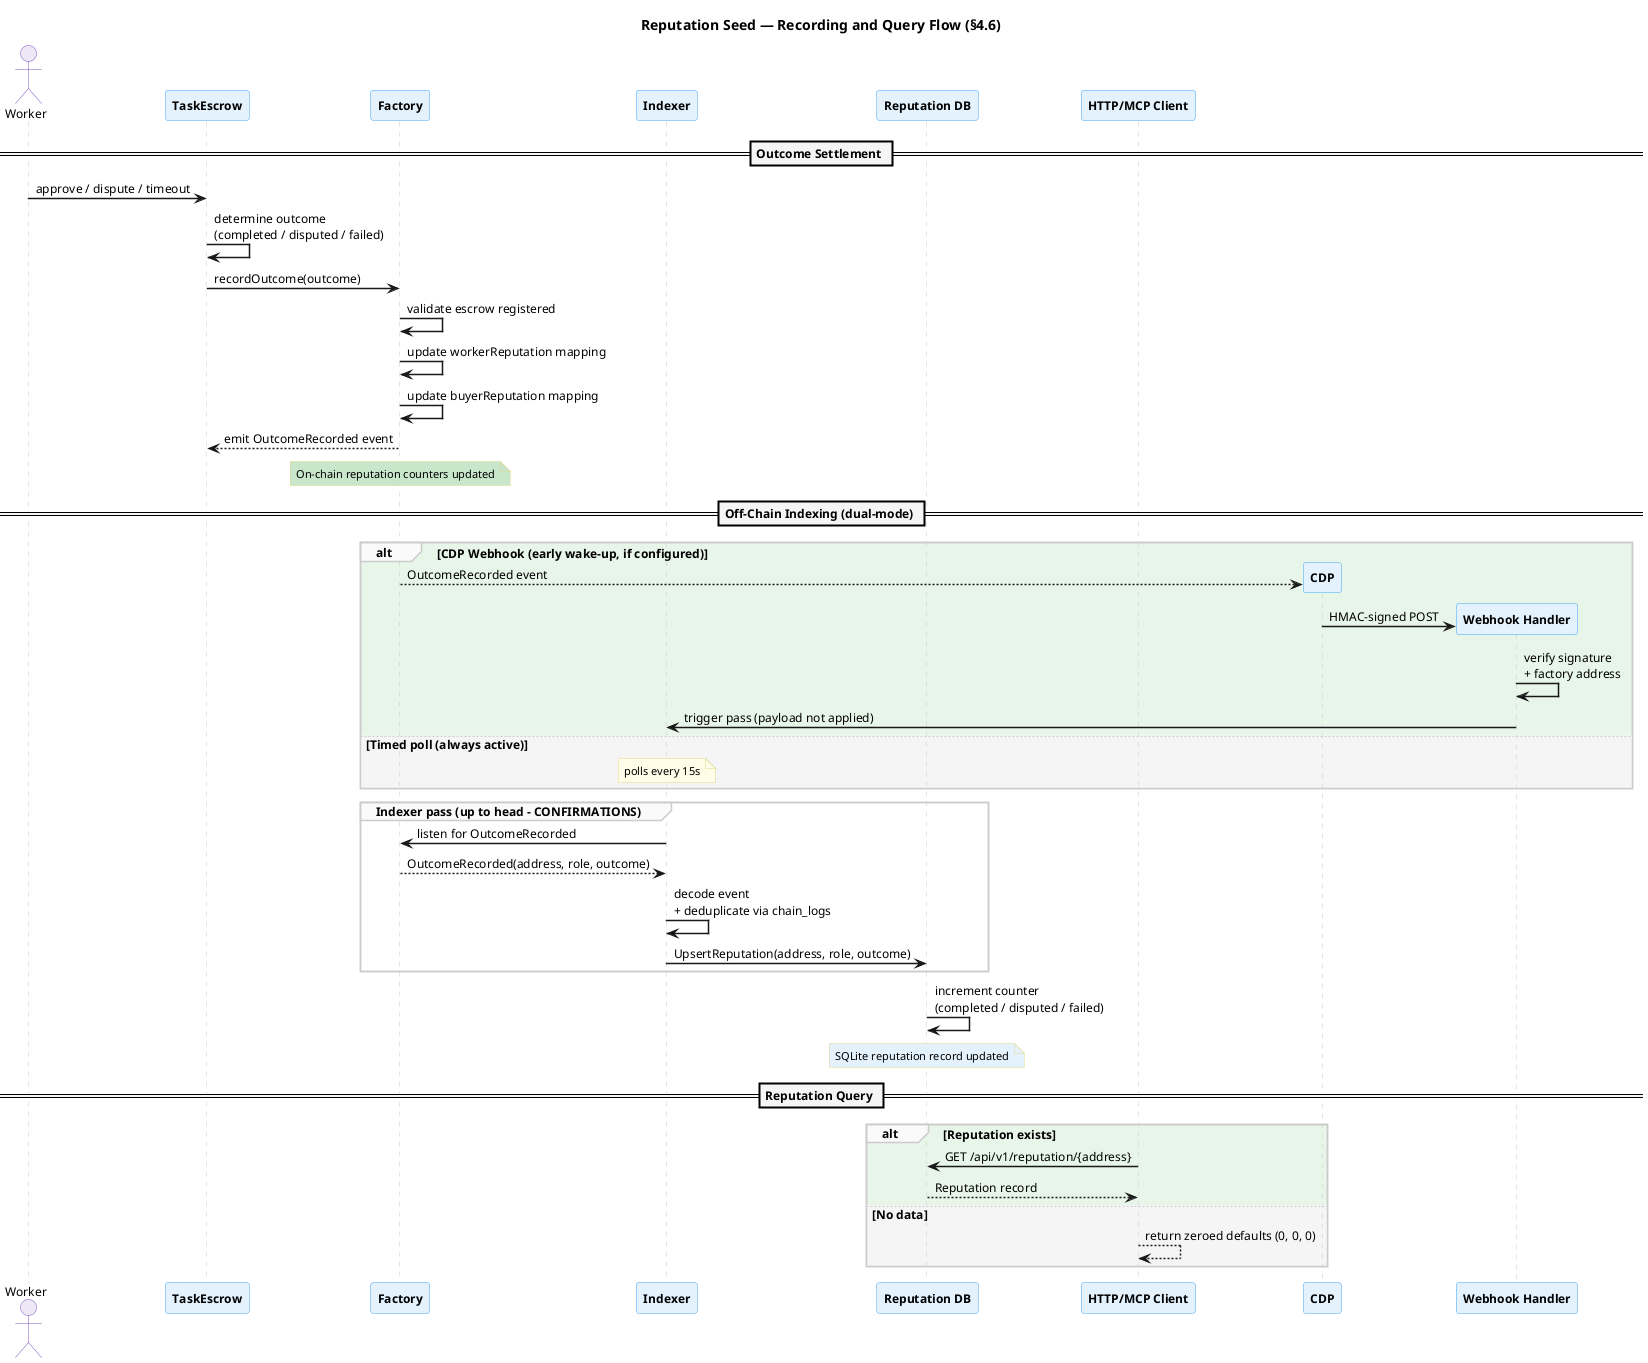 Reputation Seed — Recording and Query Flow (§4.6)
Worker
TaskEscrow
Factory
Indexer
Reputation DB
HTTP/MCP Client
Outcome Settlement
approve / dispute / timeout
determine outcome
(completed / disputed / failed)
recordOutcome(outcome)
validate escrow registered
update workerReputation mapping
update buyerReputation mapping
emit OutcomeRecorded event
On-chain reputation counters updated
Off-Chain Indexing (dual-mode)
alt
[CDP Webhook (early wake-up, if configured)]
OutcomeRecorded event
CDP
HMAC-signed POST
Webhook Handler
verify signature
+ factory address
trigger pass (payload not applied)
[Timed poll (always active)]
polls every 15s
Indexer pass (up to head - CONFIRMATIONS)
listen for OutcomeRecorded
OutcomeRecorded(address, role, outcome)
decode event
+ deduplicate via chain_logs
UpsertReputation(address, role, outcome)
increment counter
(completed / disputed / failed)
SQLite reputation record updated
Reputation Query
alt
[Reputation exists]
GET /api/v1/reputation/{address}
Reputation record
[No data]
return zeroed defaults (0, 0, 0)
Worker
TaskEscrow
Factory
Indexer
Reputation DB
HTTP/MCP Client
CDP
Webhook Handler